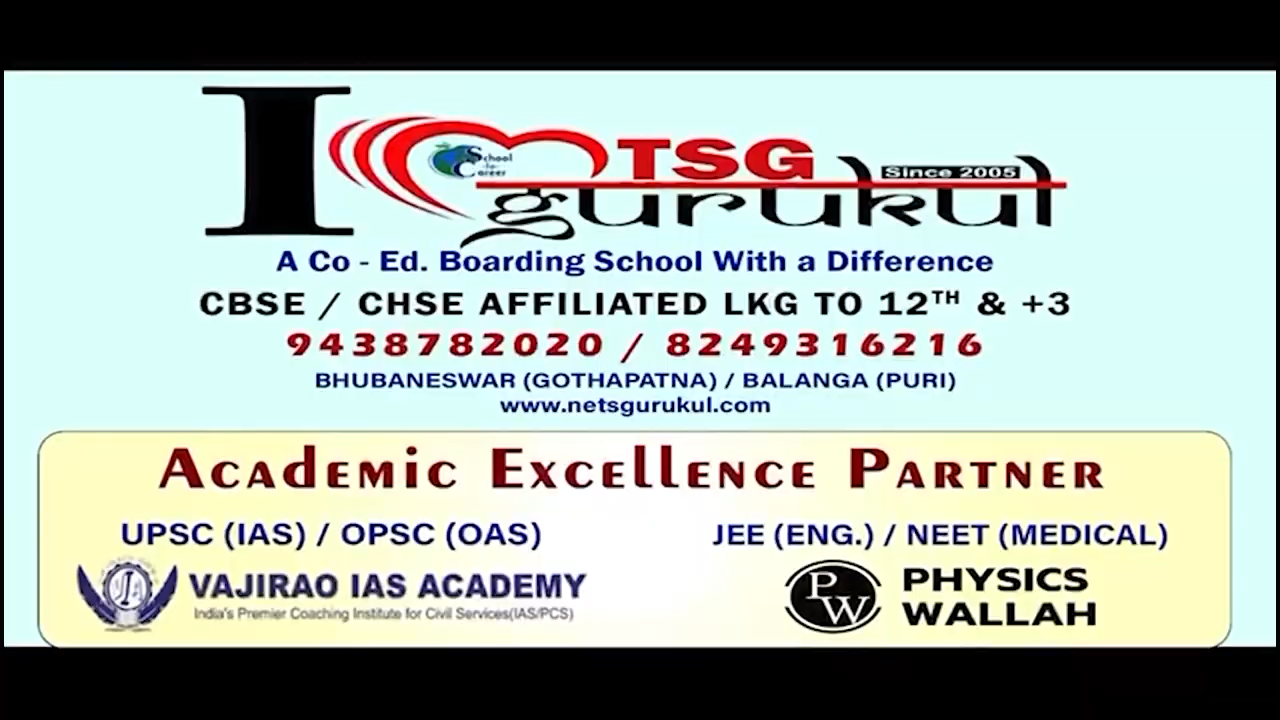 I
School
-to-
Career
TSG
Since 2005
gurukul
A Co - Ed. Boarding School With a Difference
CBSE / CHSE AFFILIATED LKG TO 12TH & +3
9438782020 / 8249316216
BHUBANESWAR (GOTHAPATNA) / BALANGA (PURI)
www.netsgurukul.com
ACADEMIC EXCELLENCE PARTNER
UPSC (IAS) / OPSC (OAS)
VAJIRAO IAS ACADEMY
India's Premier Coaching Institute for Civil Services(IAS/PCS)
JEE (ENG.) / NEET (MEDICAL)
PW
PHYSICS
WALLAH